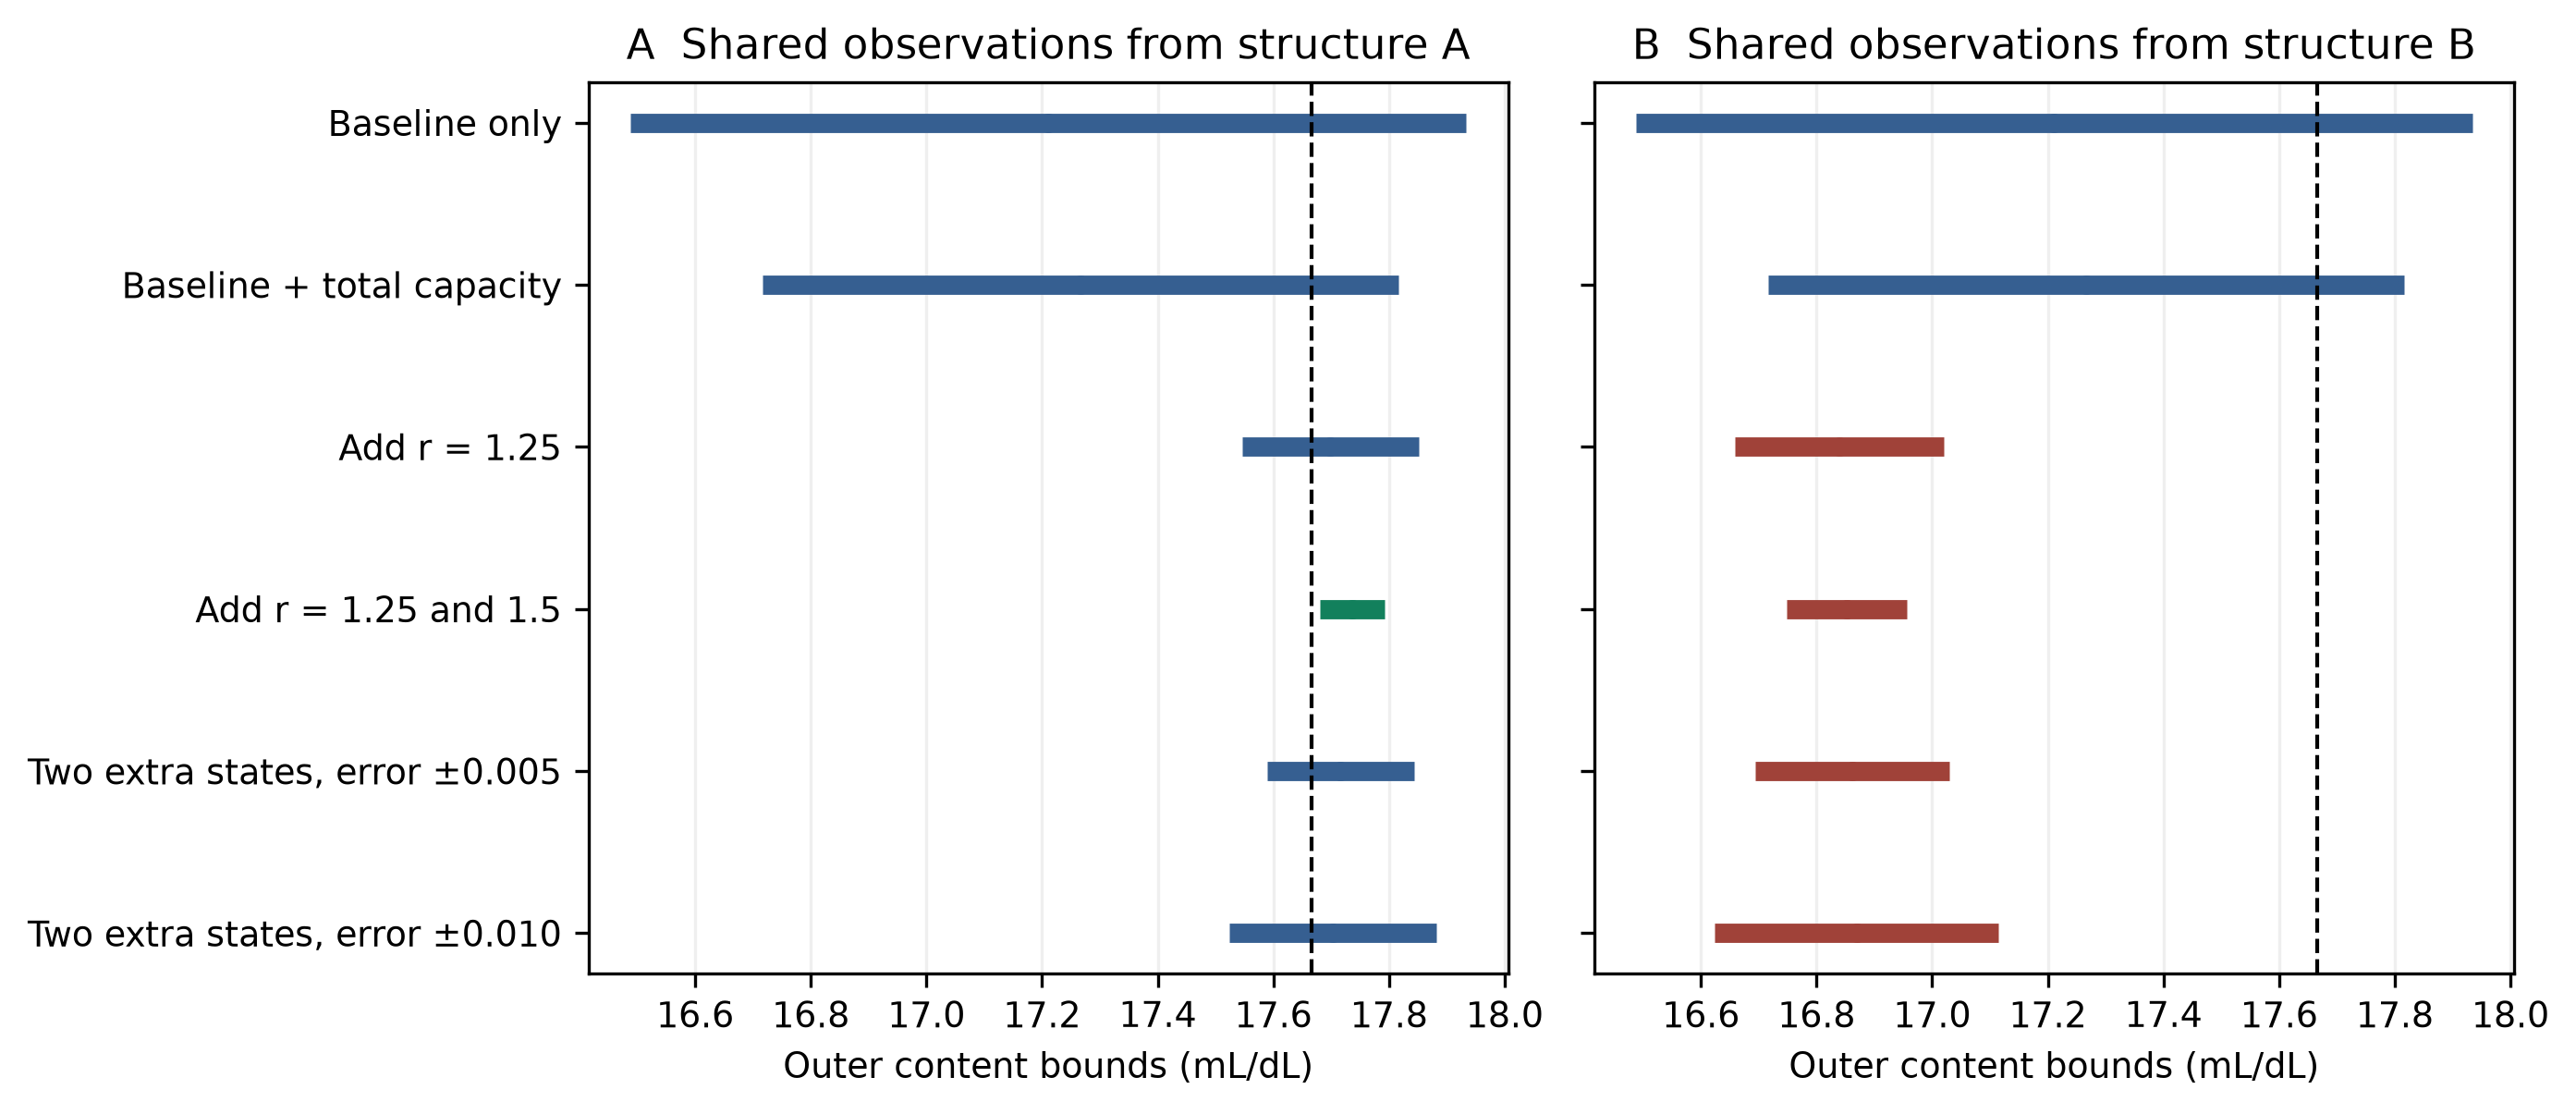 A  Shared observations from structure A
B  Shared observations from structure B
Baseline only
Baseline + total capacity
Add r = 1.25
Add r = 1.25 and 1.5
Two extra states, error ±0.005
Two extra states, error ±0.010
16.6 16.8 17.0 17.2 17.4 17.6 17.8 18.0
16.6 16.8 17.0 17.2 17.4 17.6 17.8 18.0
Outer content bounds (mL/dL)
Outer content bounds (mL/dL)